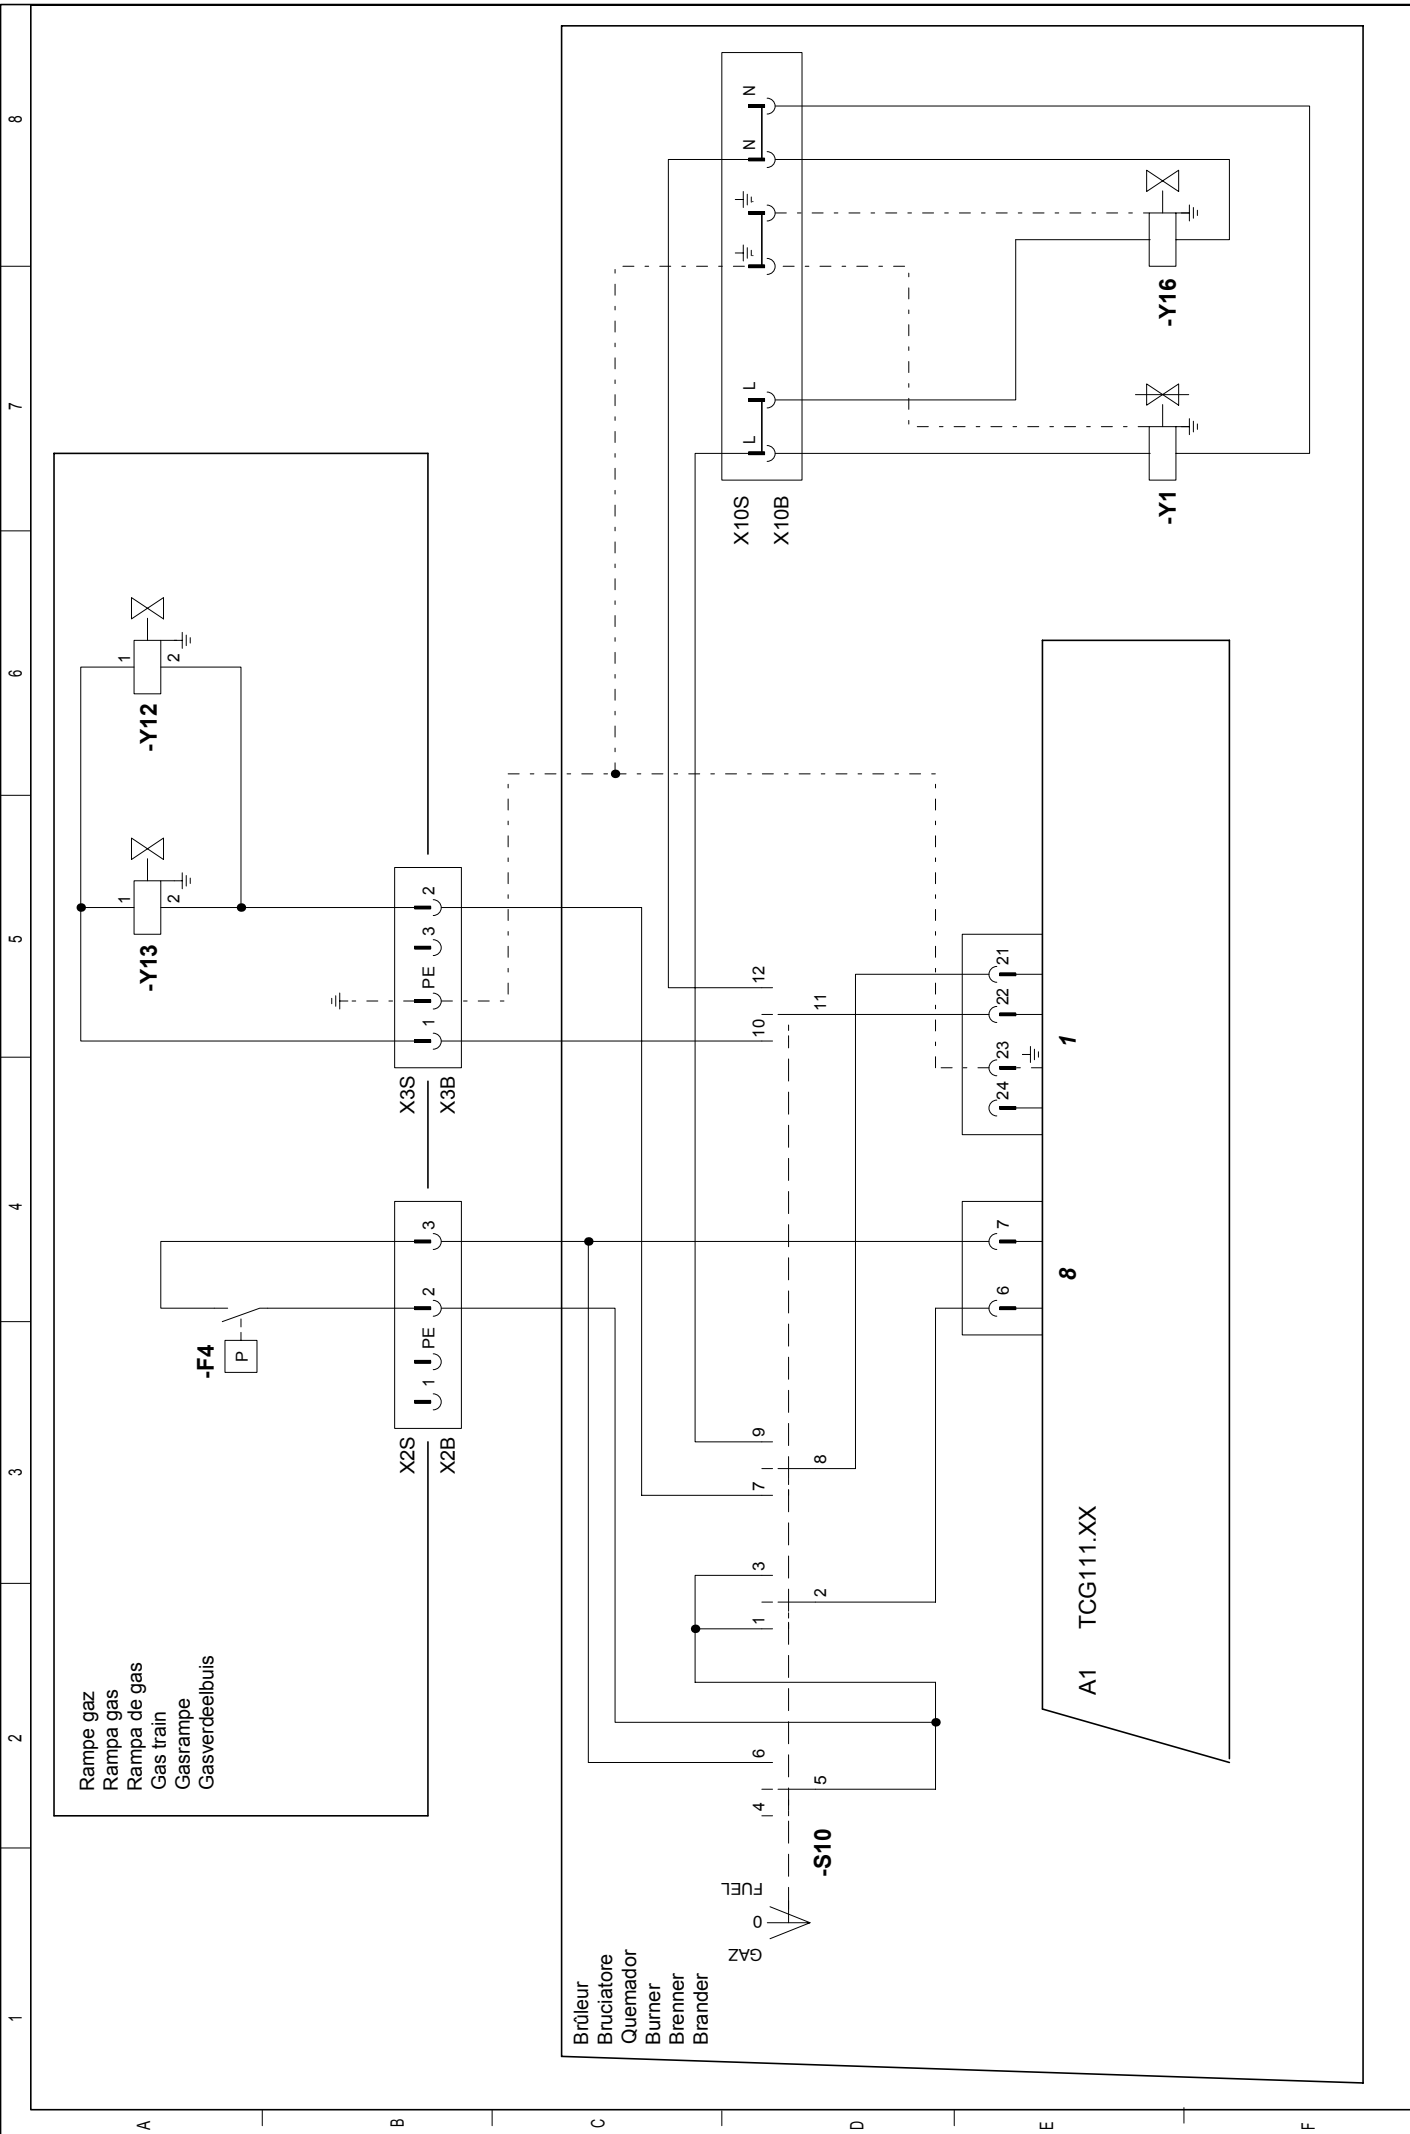 1
2
3
4
5
6
7
8
A
B
C
D
E
F
Rampe gaz
Rampa gas
Rampa de gas
Gas train
Gasrampe
Gasverdeelbuis
-F4
P
-Y13
1
2
-Y12
1
2
X2S
X2B
1
PE
2
3
X3S
X3B
1
PE
3
2
Brûleur
Bruciatore
Quemador
Burner
Brenner
Brander
GAZ
0
FUEL
-S10
4
6
5
1
3
2
7
9
8
10
12
11
X10S
X10B
L
L
N
N
-Y1
-Y16
6
7
8
24
23
22
21
1
A1 TCG111.XX